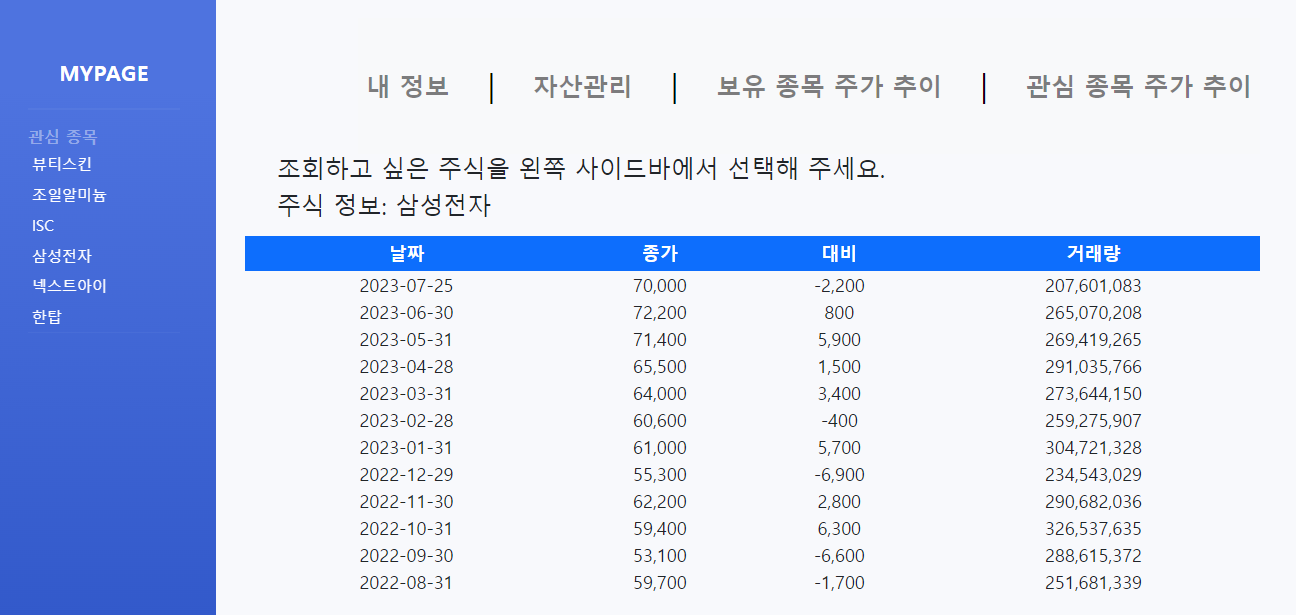 MYPAGE
관심 종목
뷰티스킨
조일알미늄
ISC
삼성전자
넥스트아이
한탑
내 정보 | 자산관리 | 보유 종목 주가 추이 | 관심 종목 주가 추이
조회하고 싶은 주식을 왼쪽 사이드바에서 선택해 주세요.
주식 정보: 삼성전자
날짜 종가 대비 거래량
2023-07-25 70,000 -2,200 207,601,083
2023-06-30 72,200 800 265,070,208
2023-05-31 71,400 5,900 269,419,265
2023-04-28 65,500 1,500 291,035,766
2023-03-31 64,000 3,400 273,644,150
2023-02-28 60,600 -400 259,275,907
2023-01-31 61,000 5,700 304,721,328
2022-12-29 55,300 -6,900 234,543,029
2022-11-30 62,200 2,800 290,682,036
2022-10-31 59,400 6,300 326,537,635
2022-09-30 53,100 -6,600 288,615,372
2022-08-31 59,700 -1,700 251,681,339